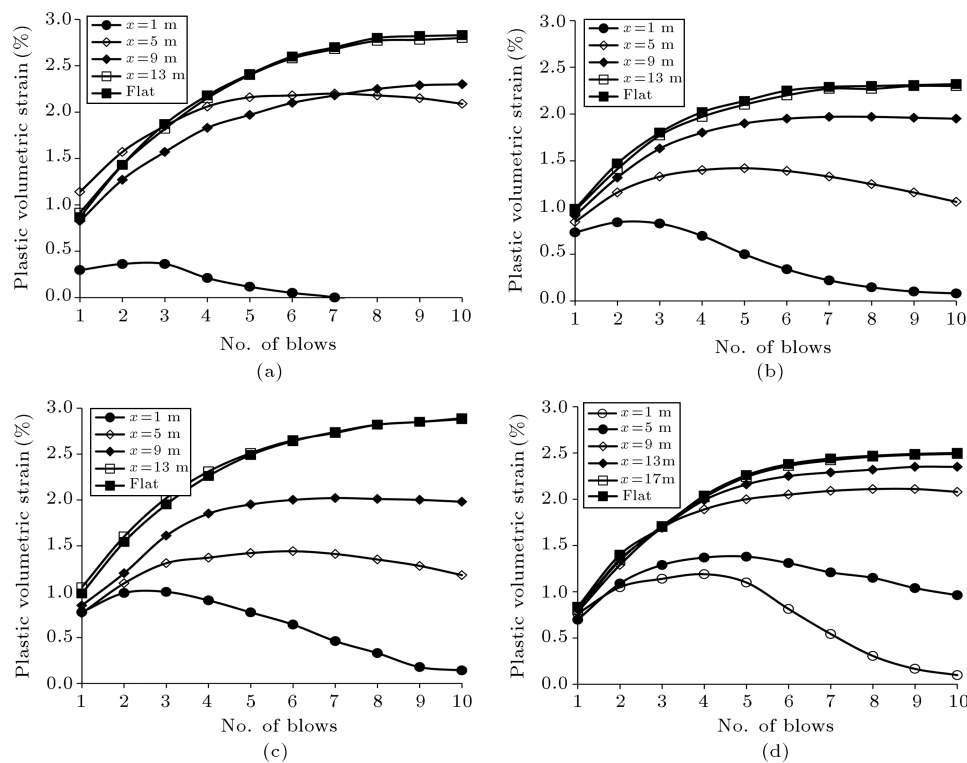 Plastic volumetric strain (%)
3.0
2.5
2.0
1.5
1.0
0.5
0.0
x=1 m
x=5 m
x=9 m
x=13 m
Flat
1 2 3 4 5 6 7 8 9 10
No. of blows
(a)
Plastic volumetric strain (%)
3.0
2.5
2.0
1.5
1.0
0.5
0.0
x=1 m
x=5 m
x=9 m
x=13 m
Flat
1 2 3 4 5 6 7 8 9 10
No. of blows
(b)
Plastic volumetric strain (%)
3.0
2.5
2.0
1.5
1.0
0.5
0.0
x=1 m
x=5 m
x=9 m
x=13 m
Flat
1 2 3 4 5 6 7 8 9 10
No. of blows
(c)
Plastic volumetric strain (%)
3.0
2.5
2.0
1.5
1.0
0.5
0.0
x=1 m
x=5 m
x=9 m
x=13m
x=17m
Flat
1 2 3 4 5 6 7 8 9 10
No. of blows
(d)